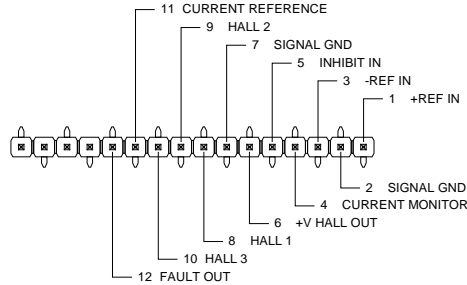 11 CURRENT REFERENCE
9 HALL 2
7 SIGNAL GND
5 INHIBIT IN
3 -REF IN
1 +REF IN
2 SIGNAL GND
4 CURRENT MONITOR
6 +V HALL OUT
8 HALL 1
10 HALL 3
12 FAULT OUT